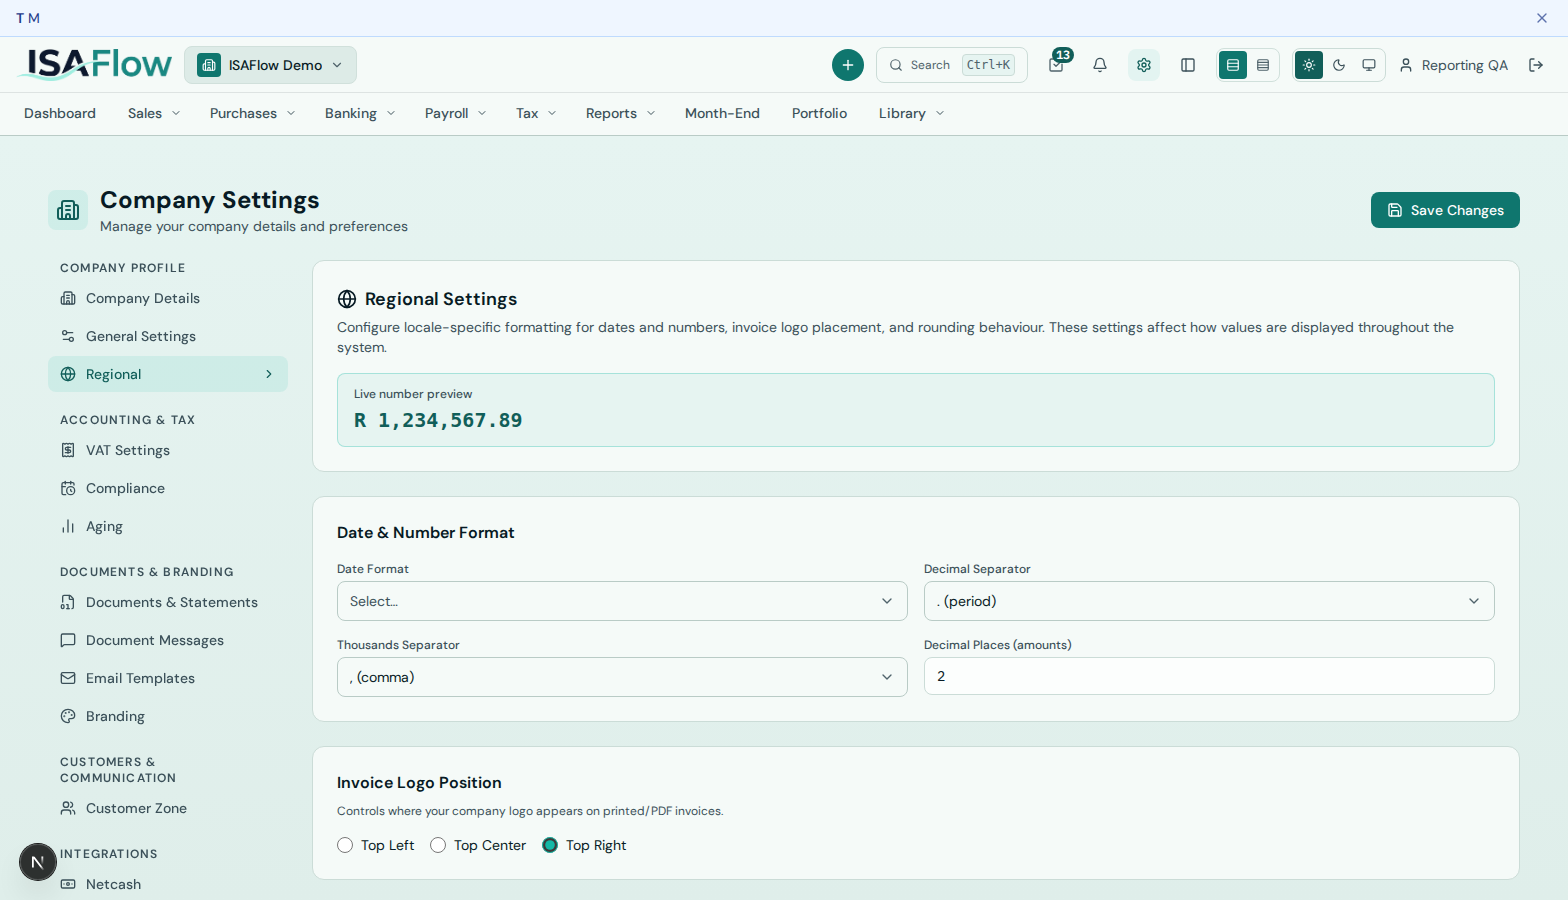 T M
ISAFlow
ISAFlow Demo
Search Ctrl+K
13
Reporting QA
Dashboard Sales Purchases Banking Payroll Tax Reports Month-End Portfolio Library
Company Settings
Manage your company details and preferences
Save Changes
COMPANY PROFILE
Company Details
General Settings
Regional
ACCOUNTING & TAX
VAT Settings
Compliance
Aging
DOCUMENTS & BRANDING
Documents & Statements
Document Messages
Email Templates
Branding
CUSTOMERS &
COMMUNICATION
Customer Zone
INTEGRATIONS
Netcash
N
Regional Settings
Configure locale-specific formatting for dates and numbers, invoice logo placement, and rounding behaviour. These settings affect how values are displayed throughout the
system.
Live number preview
R 1,234,567.89
Date & Number Format
Date Format
Select...
Decimal Separator
. (period)
Thousands Separator
, (comma)
Decimal Places (amounts)
2
Invoice Logo Position
Controls where your company logo appears on printed/PDF invoices.
Top Left Top Center Top Right